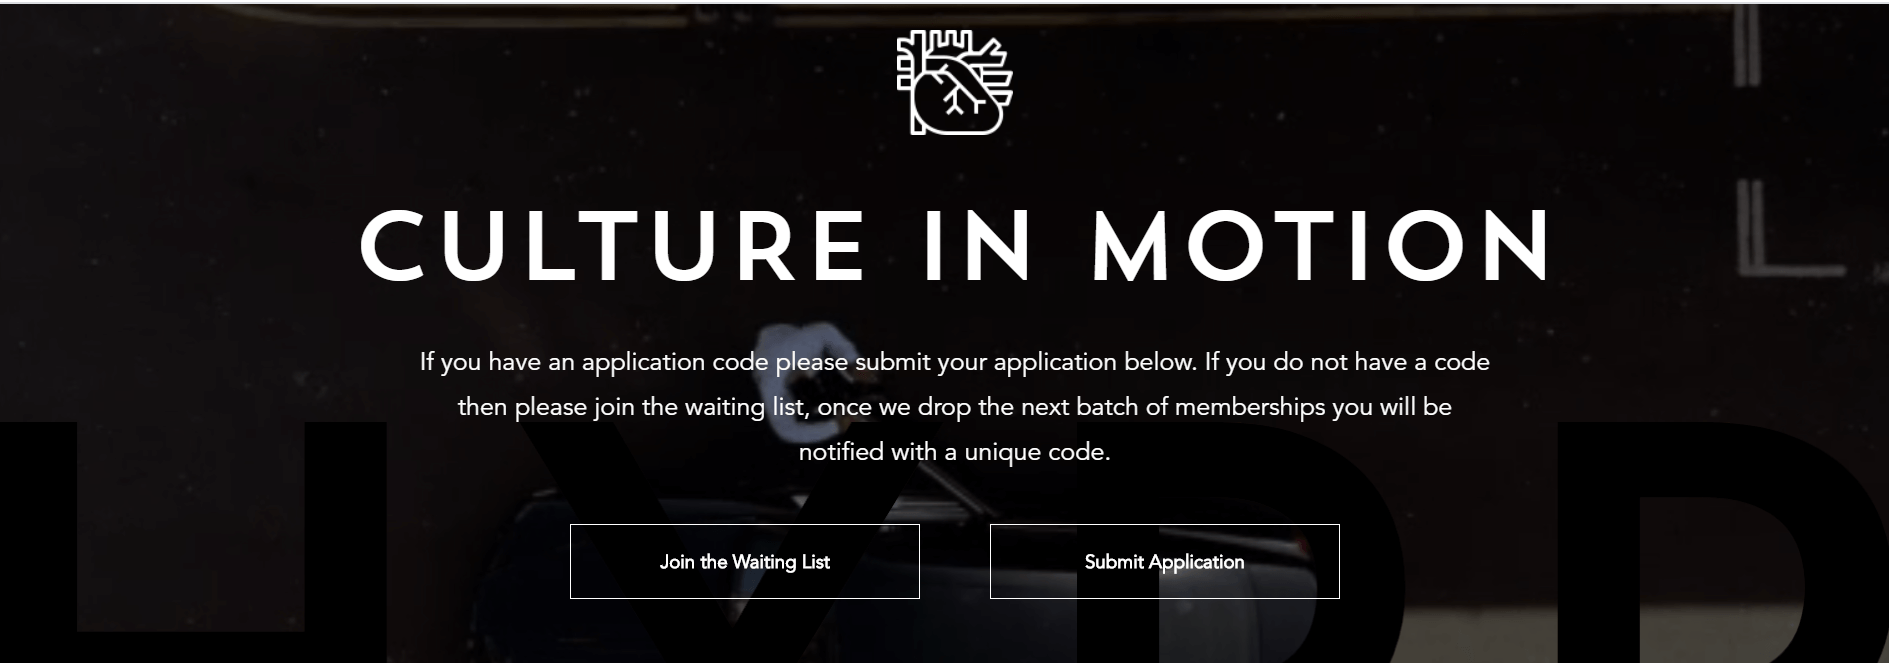 CULTURE IN MOTION
If you have an application code please submit your application below. If you do not have a code
then please join the waiting list, once we drop the next batch of memberships you will be
notified with a unique code.
Join the Waiting List
Submit Application